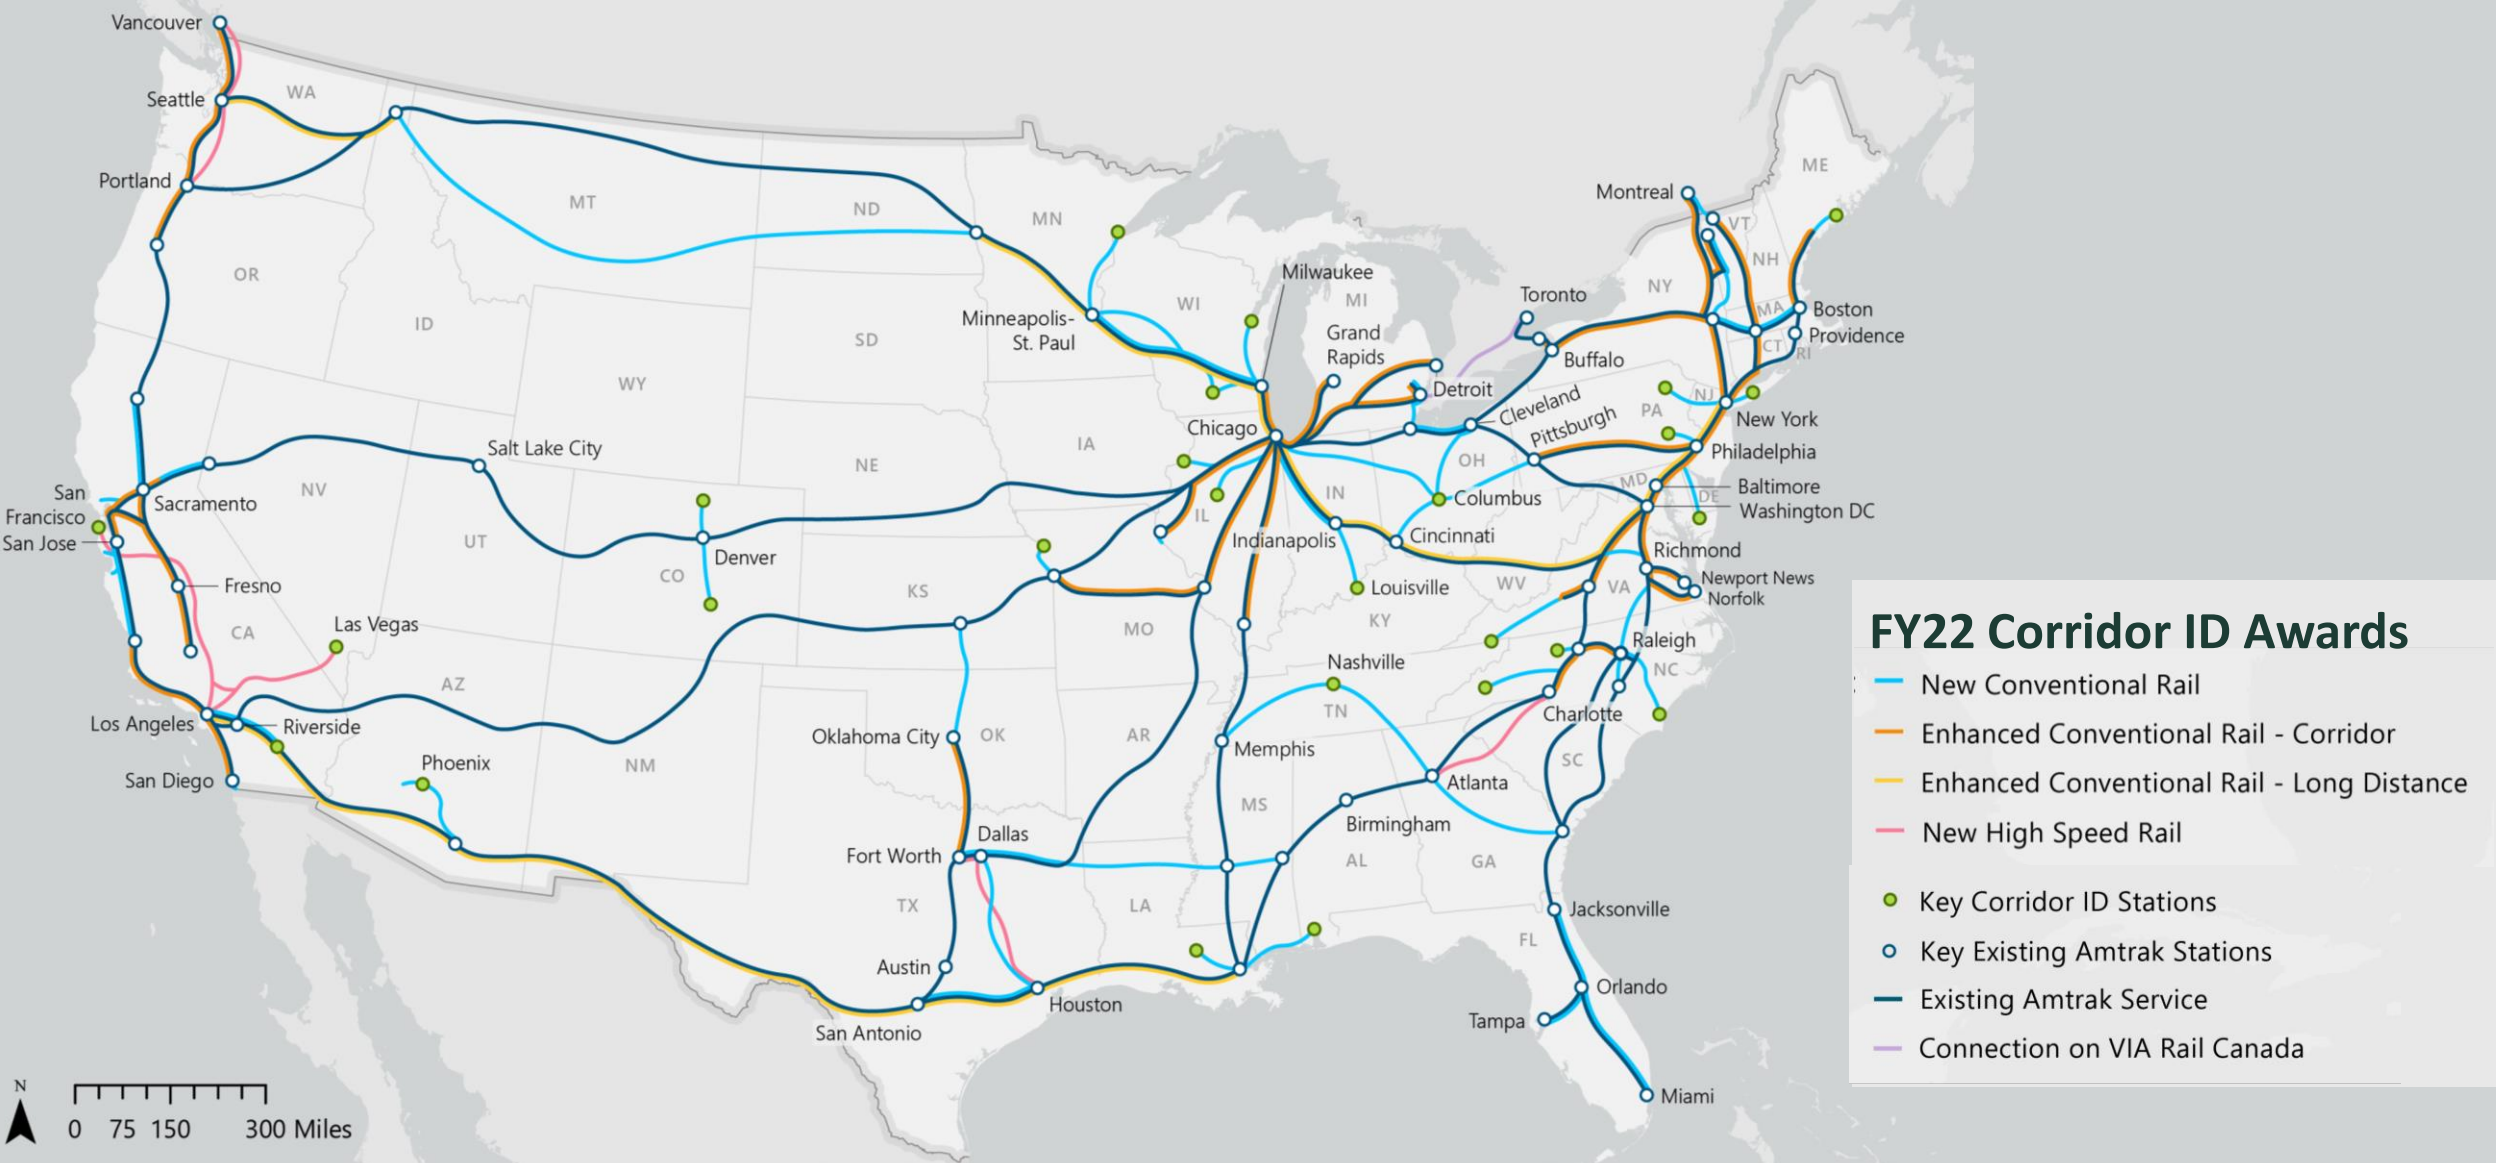 Vancouver
Seattle
WA
Portland
OR
ID
MT
ND
MN
Minneapolis-
St. Paul
WI
Milwaukee
MI
Grand
Rapids
Detroit
Toronto
Buffalo
Montreal
VT
NH
ME
NY
MA
Boston
Providence
CT
RI
SD
WY
NE
IA
Chicago
Cleveland
Pittsburgh
PA
NJ
New York
Philadelphia
Baltimore
Washington DC
MD
DE
OH
Columbus
IN
IL
Indianapolis
Cincinnati
Louisville
KY
WV
VA
Richmond
Newport News
Norfolk
Raleigh
NC
Charlotte
SC
Salt Lake City
NV
UT
San
Francisco
San Jose
Sacramento
Fresno
CA
Las Vegas
Los Angeles
Riverside
San Diego
AZ
Phoenix
NM
Denver
CO
KS
MO
Oklahoma City
OK
AR
Nashville
TN
Memphis
MS
Atlanta
Birmingham
AL
GA
Fort Worth
Dallas
TX
LA
Austin
San Antonio
Houston
Jacksonville
FL
Orlando
Tampa
Miami
FY22 Corridor ID Awards
New Conventional Rail
Enhanced Conventional Rail - Corridor
Enhanced Conventional Rail - Long Distance
New High Speed Rail
Key Corridor ID Stations
Key Existing Amtrak Stations
Existing Amtrak Service
Connection on VIA Rail Canada
N
0 75 150 300 Miles